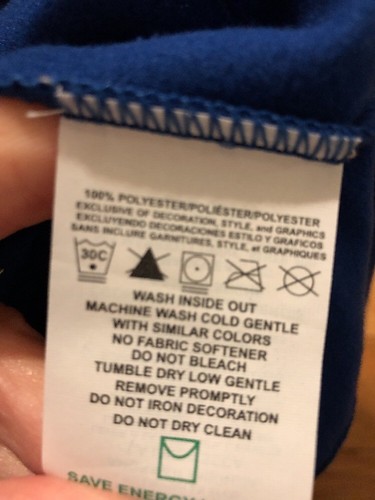 100% POLYESTER/POLIÉSTER/POLYESTER
EXCLUSIVE OF DECORATION, STYLE, and GRAPHICS
EXCLUYENDO DECORACIONES ESTILO Y GRAFICOS
SANS INCLURE GARNITURES, STYLE, et GRAPHIQUES
30C
WASH INSIDE OUT
MACHINE WASH COLD GENTLE
WITH SIMILAR COLORS
NO FABRIC SOFTENER
DO NOT BLEACH
TUMBLE DRY LOW GENTLE
REMOVE PROMPTLY
DO NOT IRON DECORATION
DO NOT DRY CLEAN
SAVE ENERGY